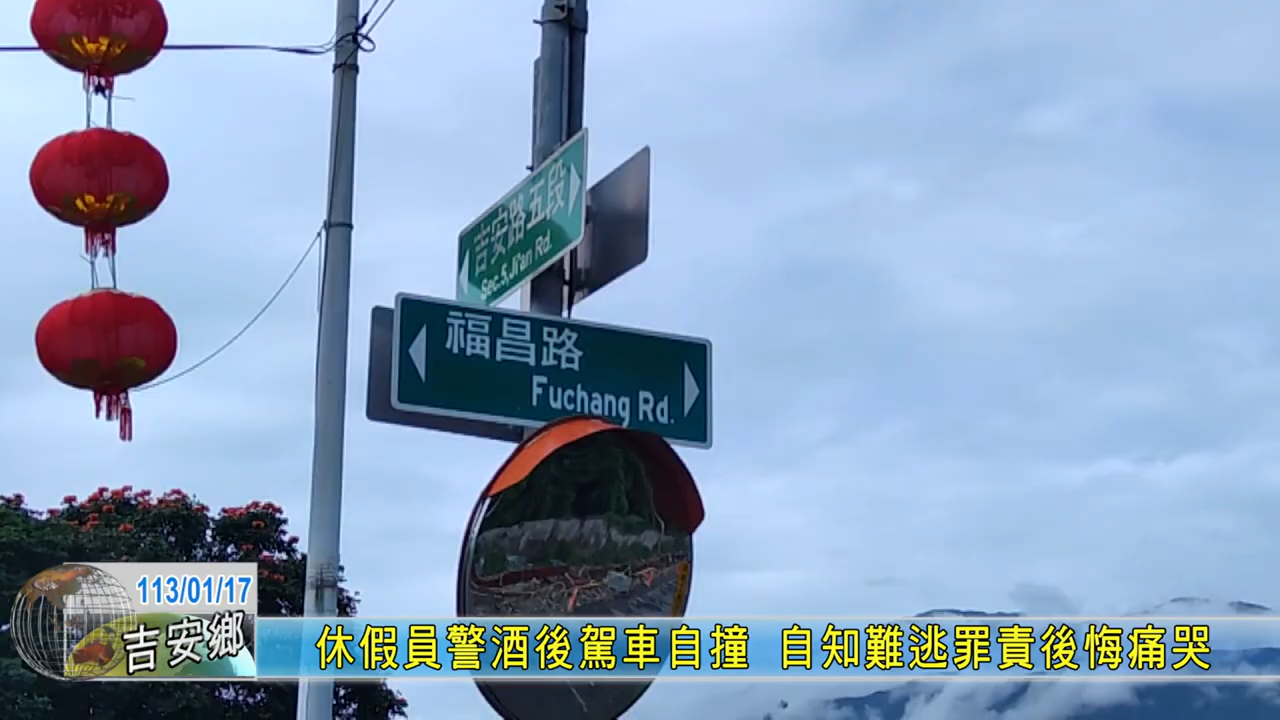 吉安路五段
Sec.5,Ji'an Rd.
福昌路
Fuchang Rd.
113/01/17
吉安鄉
休假員警酒後駕車自撞 自知難逃罪責後悔痛哭